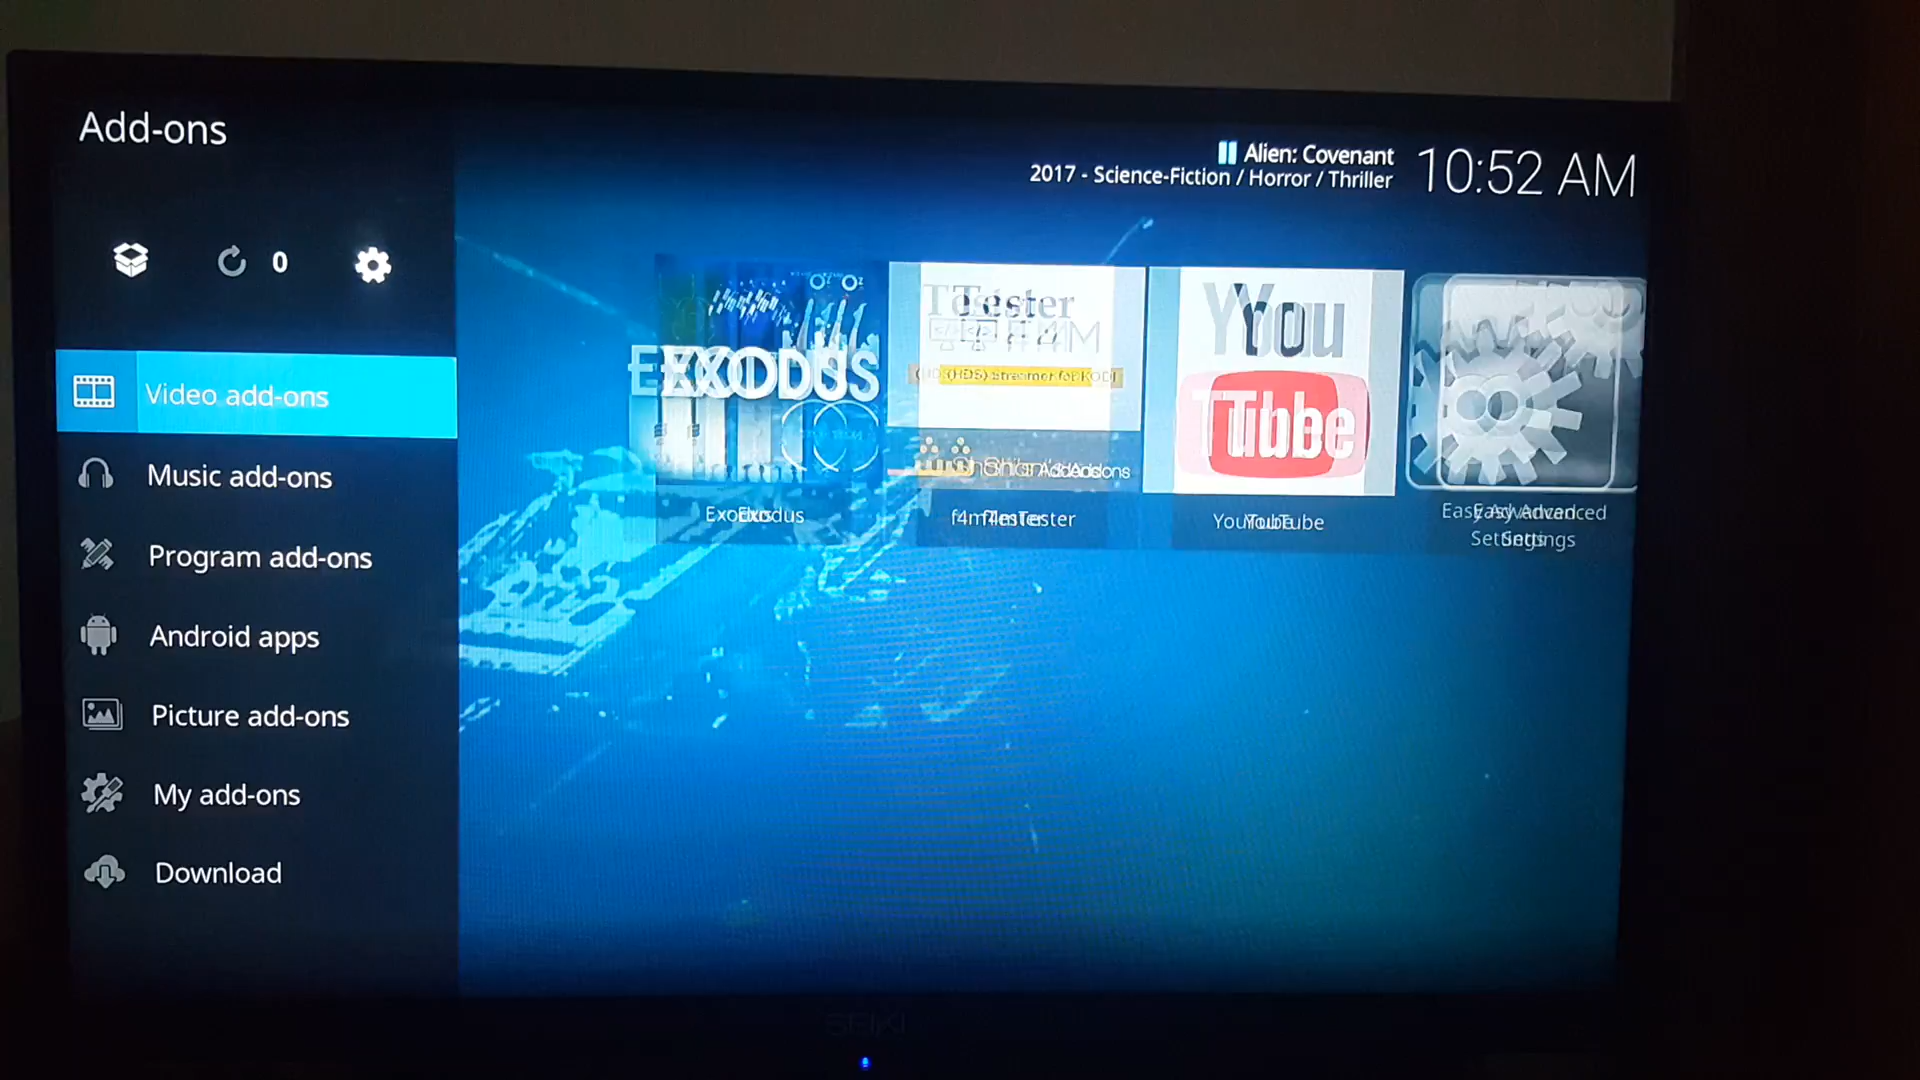 Add-ons
Alien: Covenant
2017 - Science-Fiction / Horror / Thriller
10:52 AM
0
Video add-ons
Music add-ons
Program add-ons
Android apps
Picture add-ons
My add-ons
Download
EXODUS
Tester
You
Tube
Exodus
f4mTester
YouTube
Easy Advanced
Settings
SEIKI